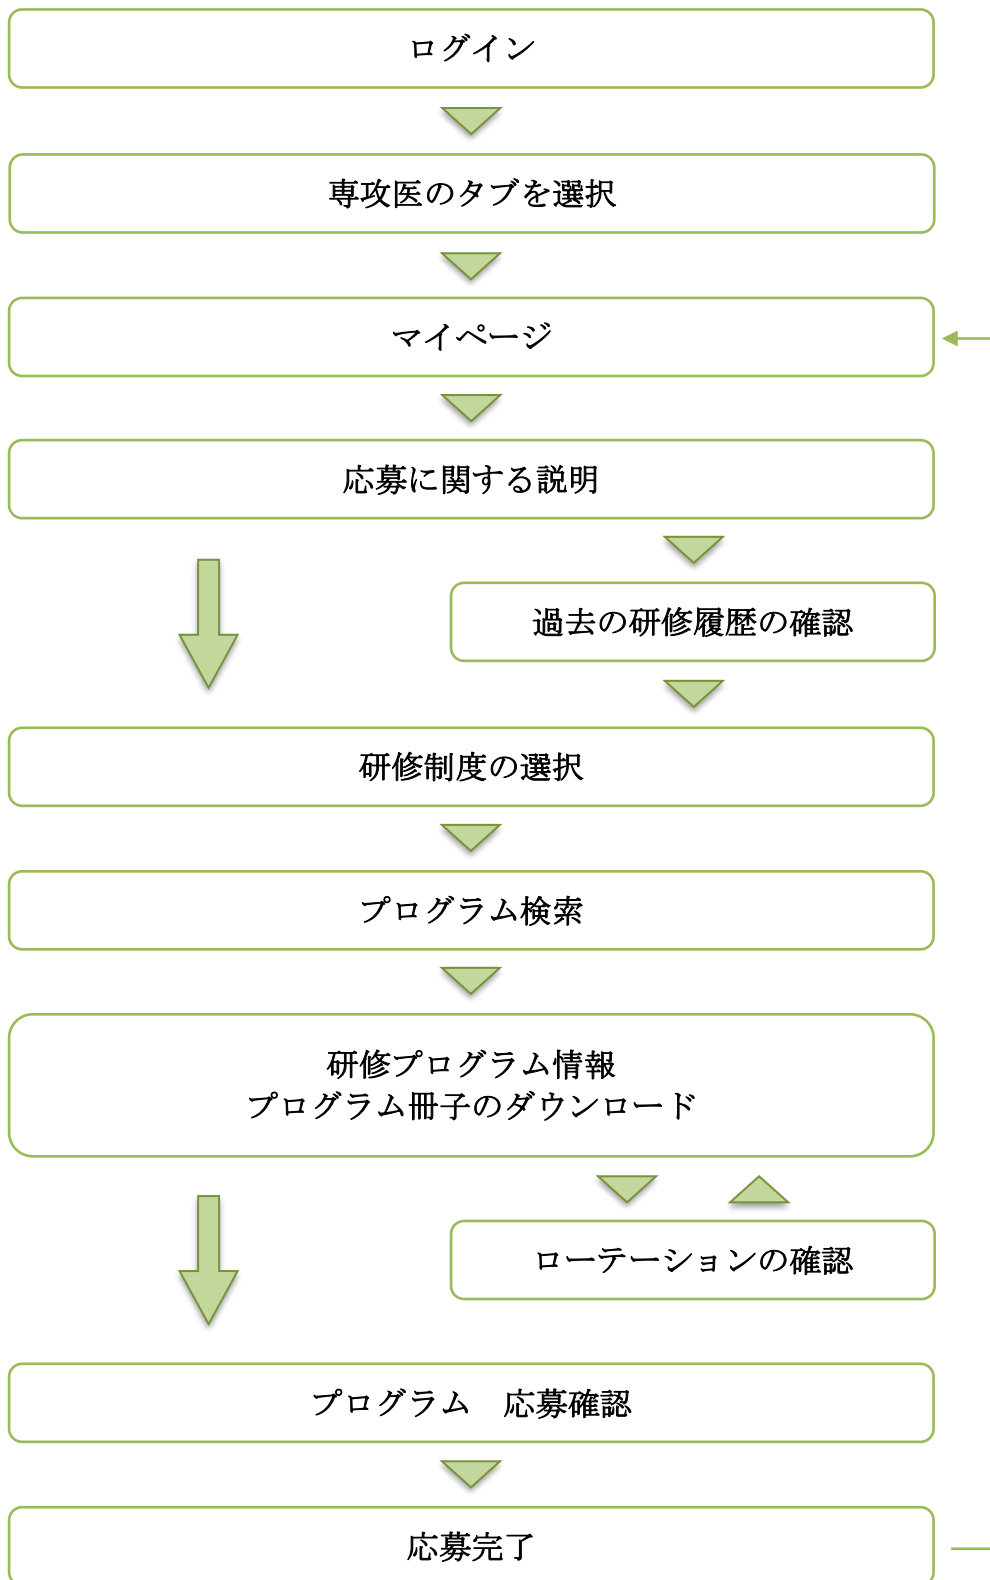 ログイン
専攻医のタブを選択
マイページ
応募に関する説明
過去の研修履歴の確認
研修制度の選択
プログラム検索
研修プログラム情報
プログラム冊子のダウンロード
ローテーションの確認
プログラム　応募確認
応募完了